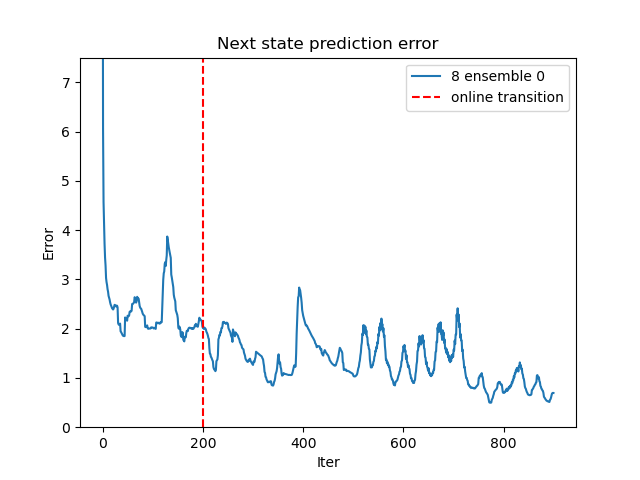 Next state prediction error
8 ensemble 0
online transition
7
6
5
4
3
2
1
0
Error
0 200 400 600 800
Iter